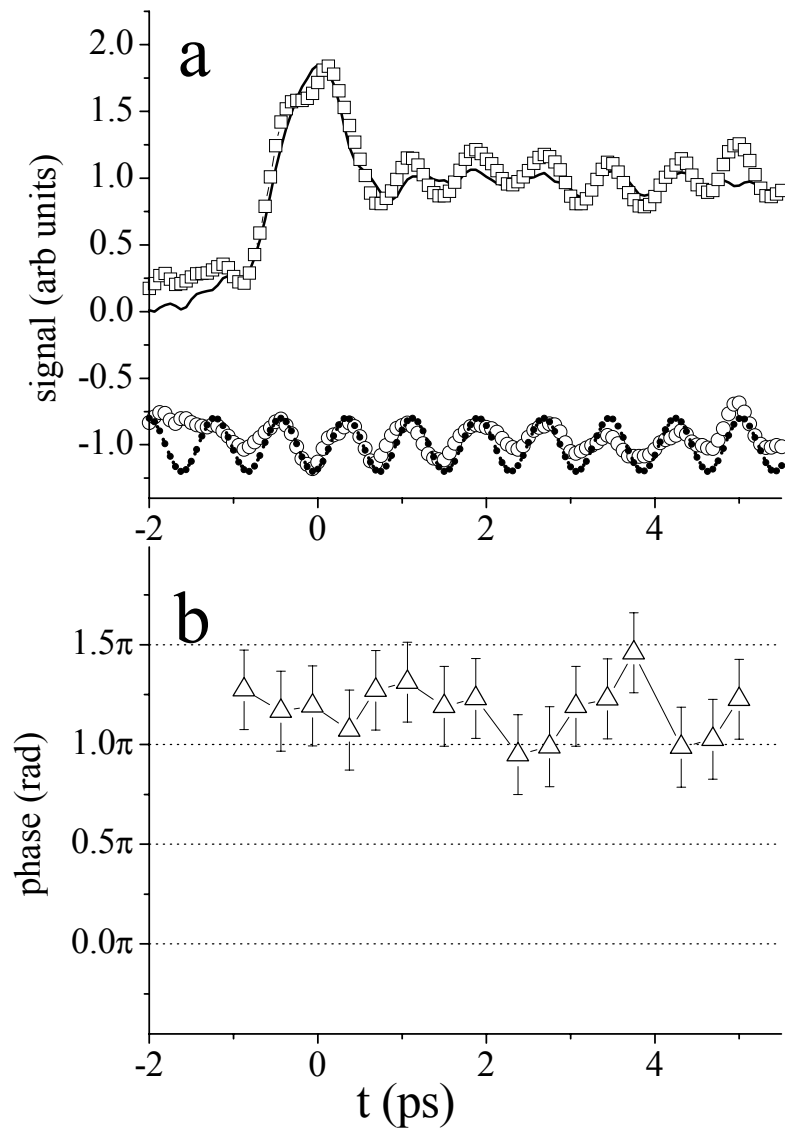 a
signal (arb units)
2.0
1.5
1.0
0.5
0.0
-0.5
-1.0
-2 0 2 4
b
phase (rad)
1.5π
1.0π
0.5π
0.0π
-2 0 2 4
t (ps)